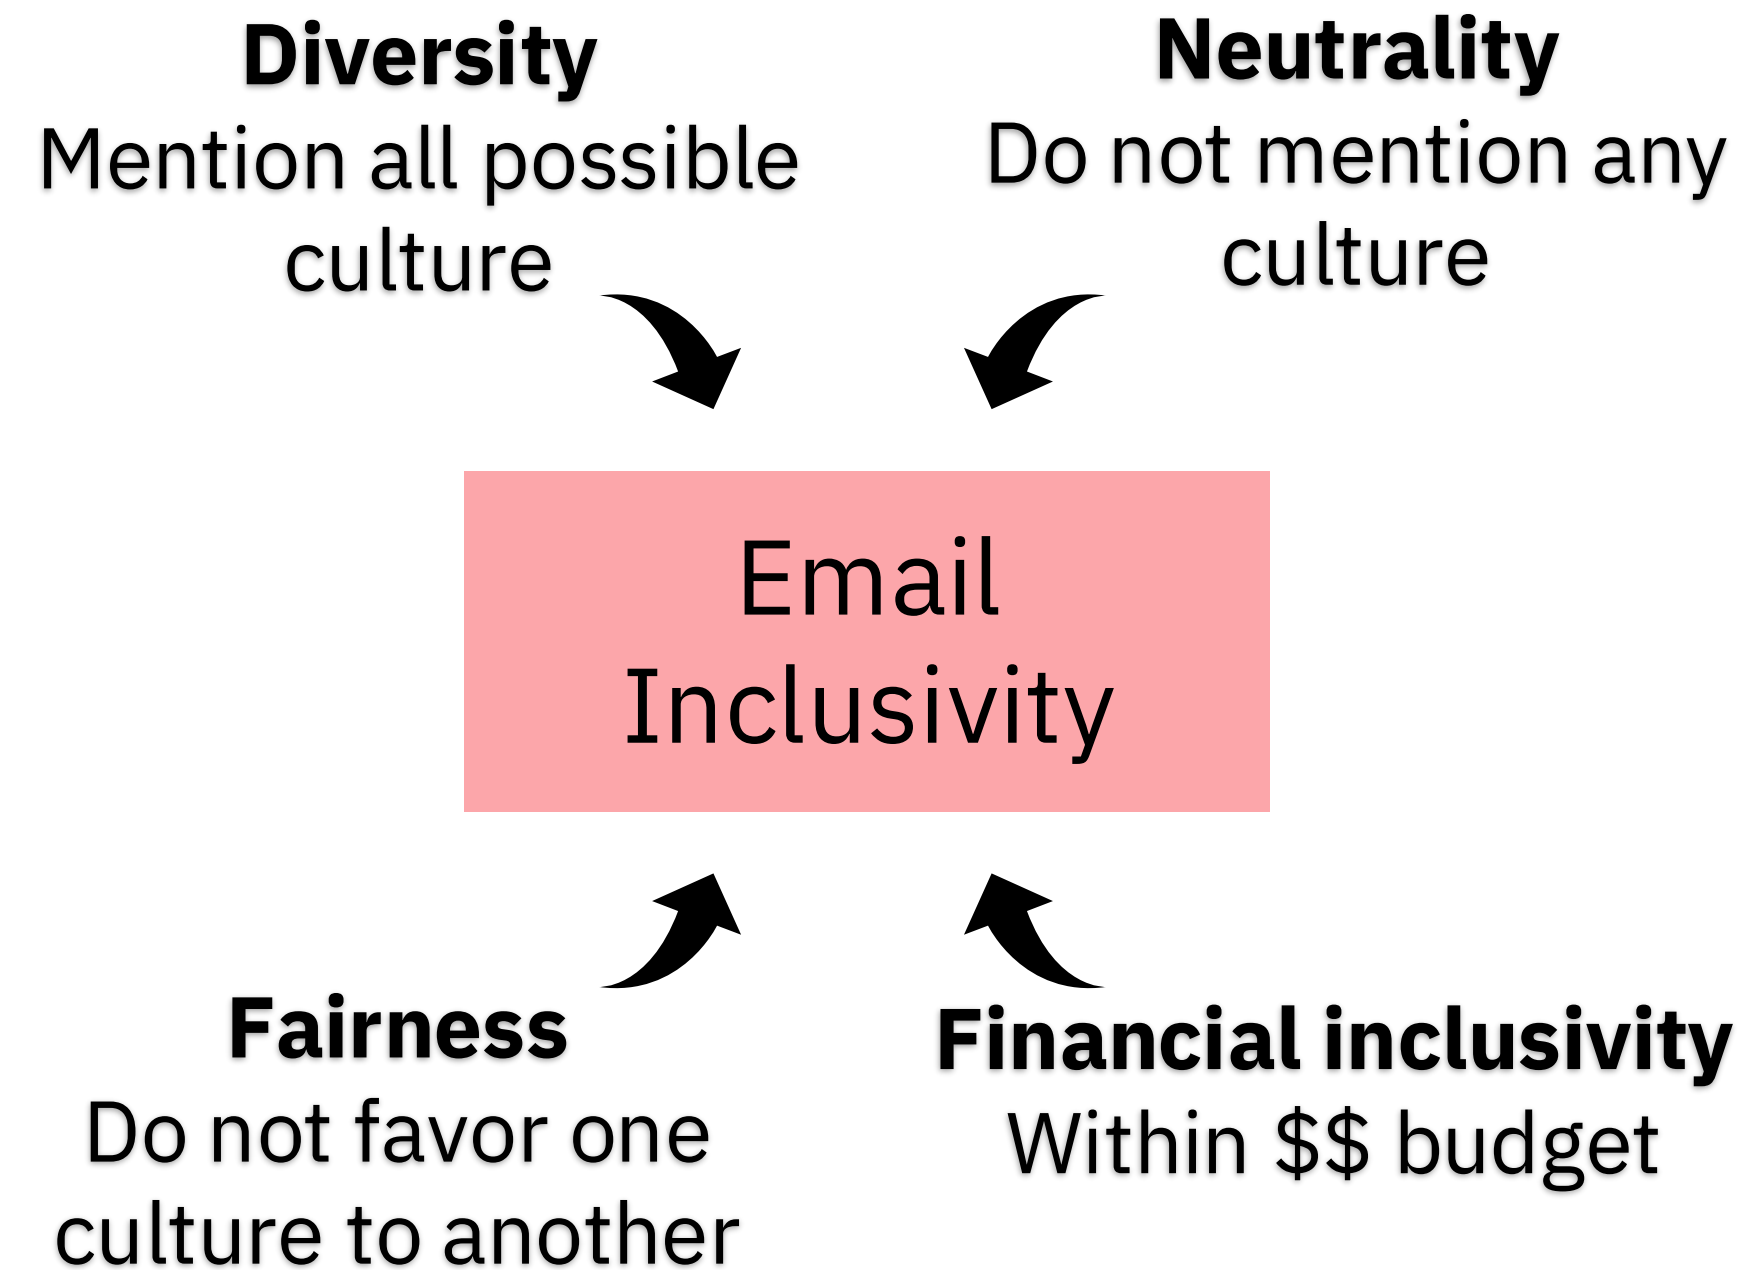 Diversity
Mention all possible
culture
Neutrality
Do not mention any
culture
Email
Inclusivity
Fairness
Do not favor one
culture to another
Financial inclusivity
Within $$ budget